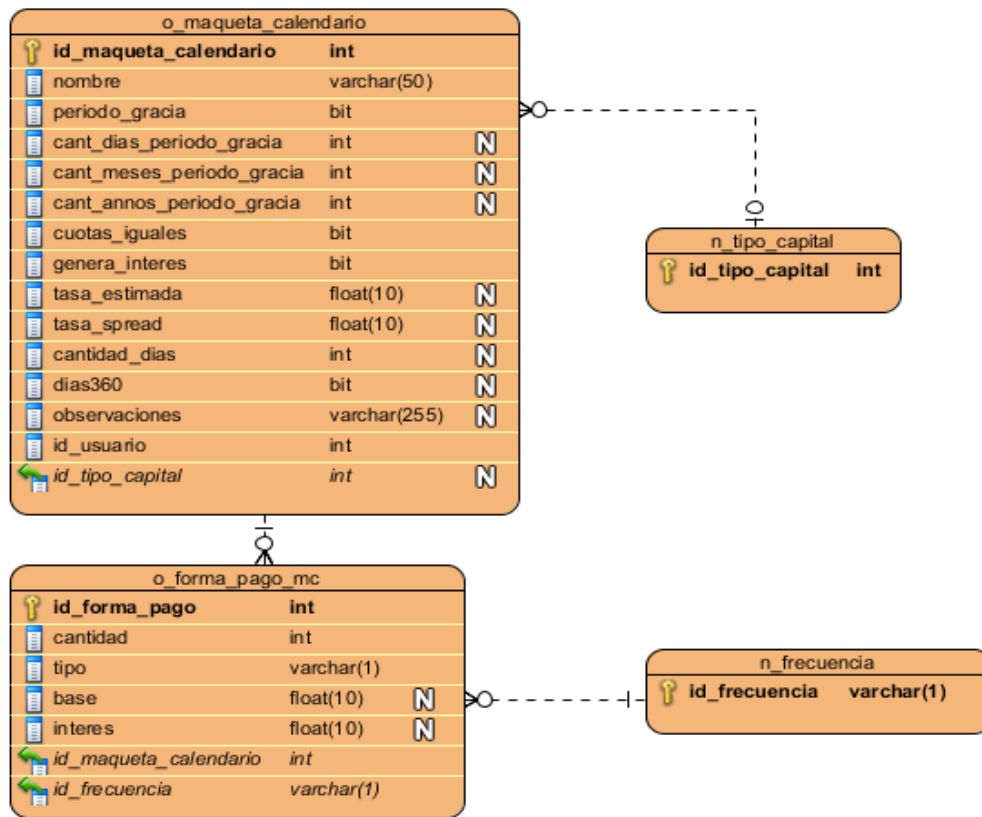 o_maqueta_calendario
id_maqueta_calendario int
nombre varchar(50)
periodo_gracia bit
cant_dias_periodo_gracia int N
cant_meses_periodo_gracia int N
cant_annos_periodo_gracia int N
cuotas_iguales bit
genera_interes bit
tasa_estimada float(10) N
tasa_spread float(10) N
cantidad_dias int N
dias360 bit N
observaciones varchar(255) N
id_usuario int
id_tipo_capital int N
n_tipo_capital
id_tipo_capital int
o_forma_pago_mc
id_forma_pago int
cantidad int
tipo varchar(1)
base float(10) N
interes float(10) N
id_maqueta_calendario int
id_frecuencia varchar(1)
n_frecuencia
id_frecuencia varchar(1)